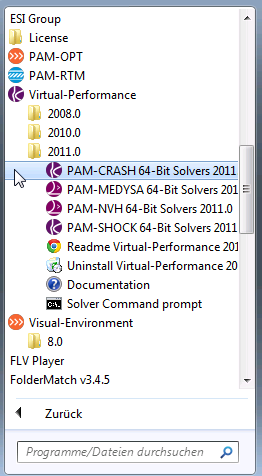 ESI Group
License
PAM-OPT
PAM-RTM
Virtual-Performance
2008.0
2010.0
2011.0
PAM-CRASH 64-Bit Solvers 2011
PAM-MEDYSA 64-Bit Solvers 201
PAM-NVH 64-Bit Solvers 2011.0
PAM-SHOCK 64-Bit Solvers 2011
Readme Virtual-Performance 201
Uninstall Virtual-Performance 20
Documentation
Solver Command prompt
Visual-Environment
8.0
FLV Player
FolderMatch v3.4.5
Zurück
Programme/Dateien durchsuchen